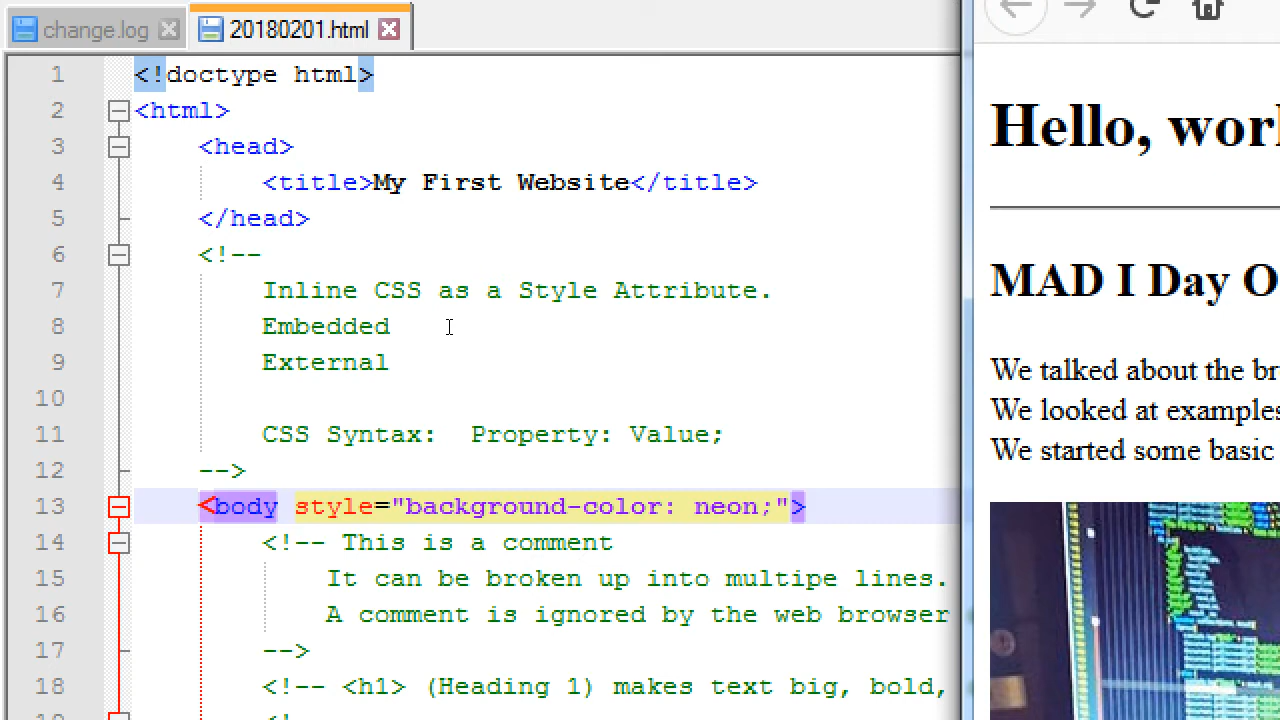 change.log
20180201.html
1 <!doctype html>
2 <html>
3 <head>
4 <title>My First Website</title>
5 </head>
6 <!--
7 Inline CSS as a Style Attribute.
8 Embedded
9 External
10
11 CSS Syntax:  Property: Value;
12 -->
13 <body style="background-color: neon;">
14 <!-- This is a comment
15 It can be broken up into multipe lines.
16 A comment is ignored by the web browser
17 -->
18 <!-- <h1> (Heading 1) makes text big, bold,
Hello, worl
MAD I Day O
We talked about the br
We looked at examples
We started some basic